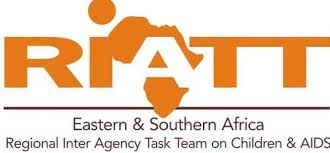 RiATT
Eastern & Southern Africa
Regional Inter Agency Task Team on Children & AIDS